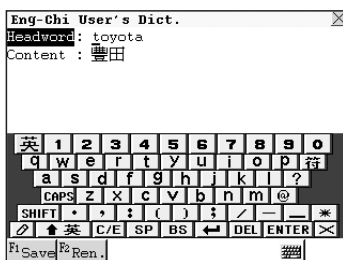 Eng-Chi User's Dict.
Headword: toyota
Content : 豐田
英 1 2 3 4 5 6 7 8 9 0
q w e r t y u i o p 符
a s d f g h j k l ?
CAPS z x c v b n m @
SHIFT • , : ( ) ; / — _ *
英 C/E SP BS DEL ENTER
F1 Save F2 Ren.